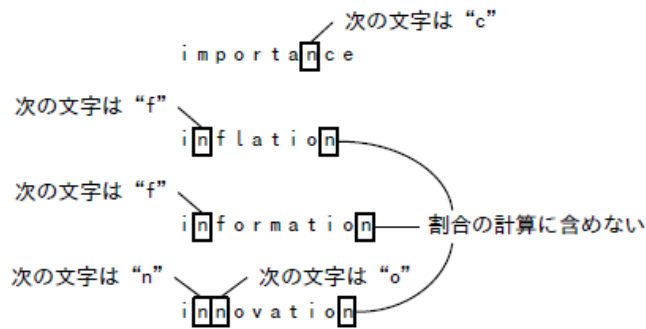 次の文字は “c”
importance
次の文字は “f”
inflation
次の文字は “f”
information
割合の計算に含めない
次の文字は “n”
次の文字は “o”
innovation